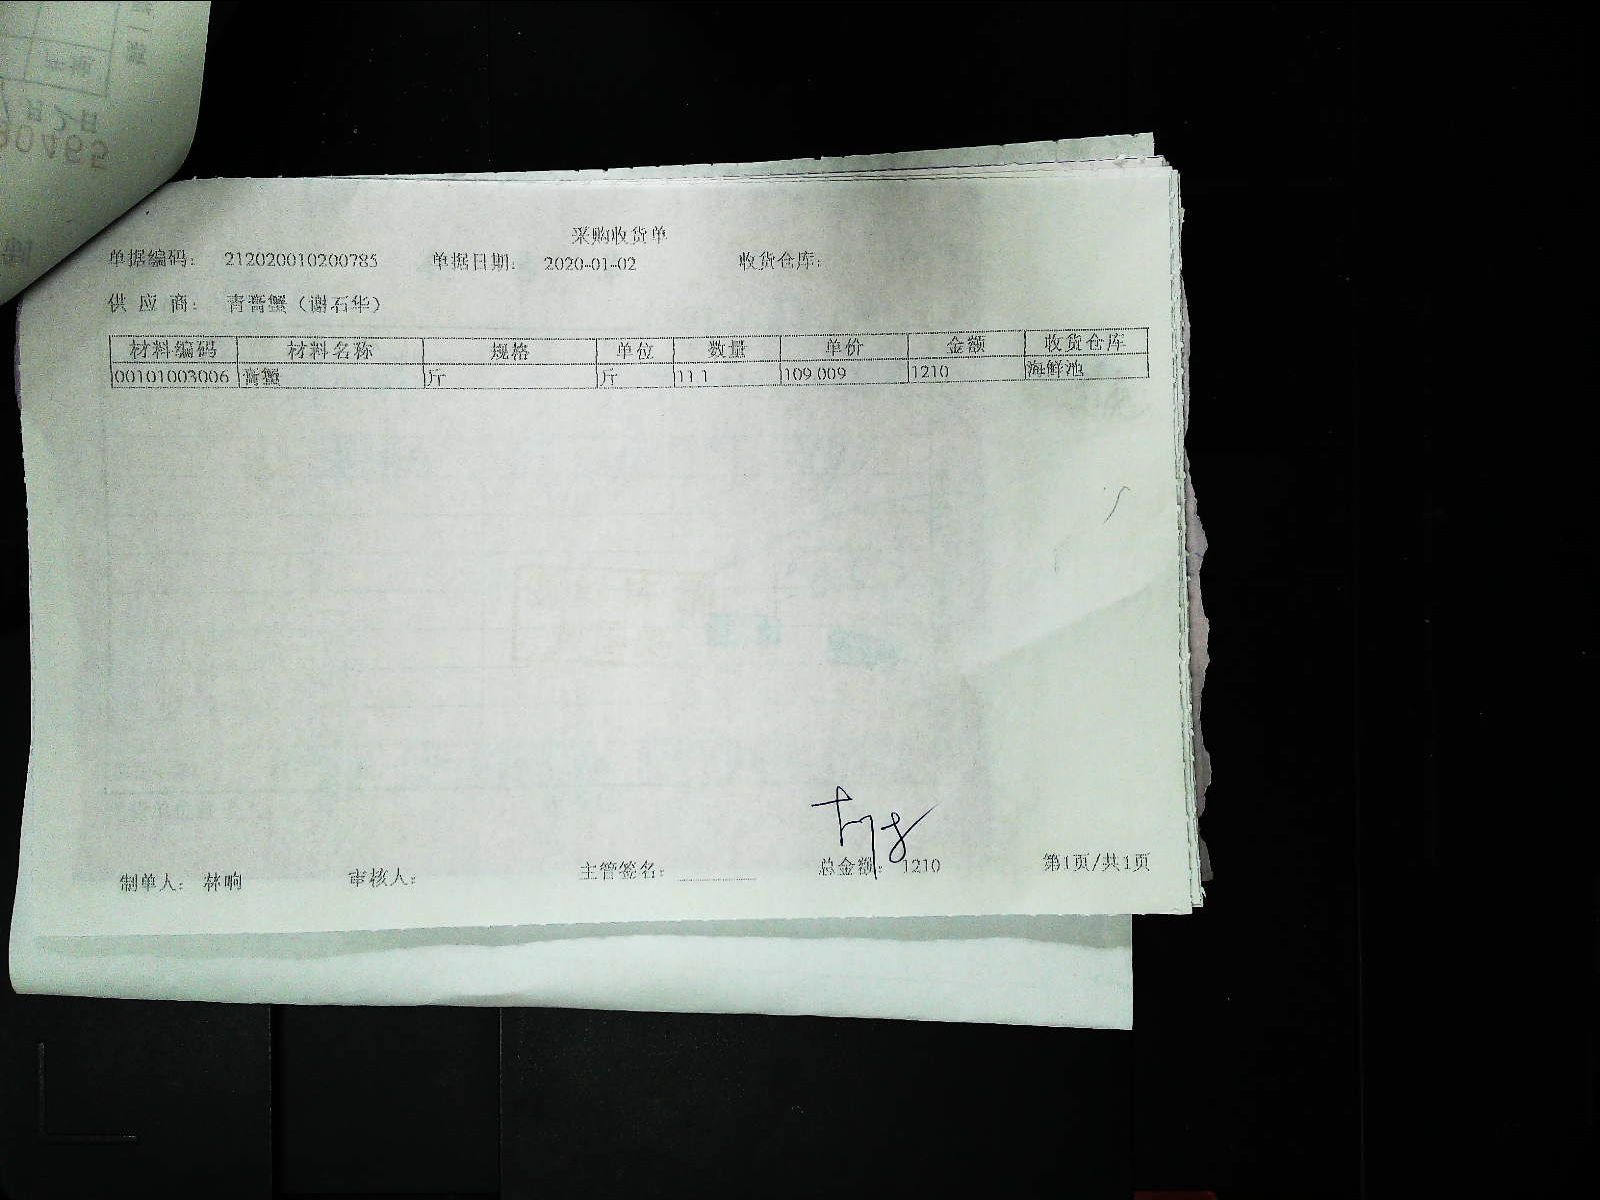 采购收货单
单据编码： 212020010200785 单据日期： 2020-01-02 收货仓库：
供 应 商： 青膏蟹（谢石华）
材料编码 材料名称 规格 单位 数量 单价 金额 收货仓库
00101003006 膏蟹 斤 斤 11.1 109.009 1210 海鲜池
制单人： 林响 审核人： 主管签名： 总金额： 1210 第1页/共1页